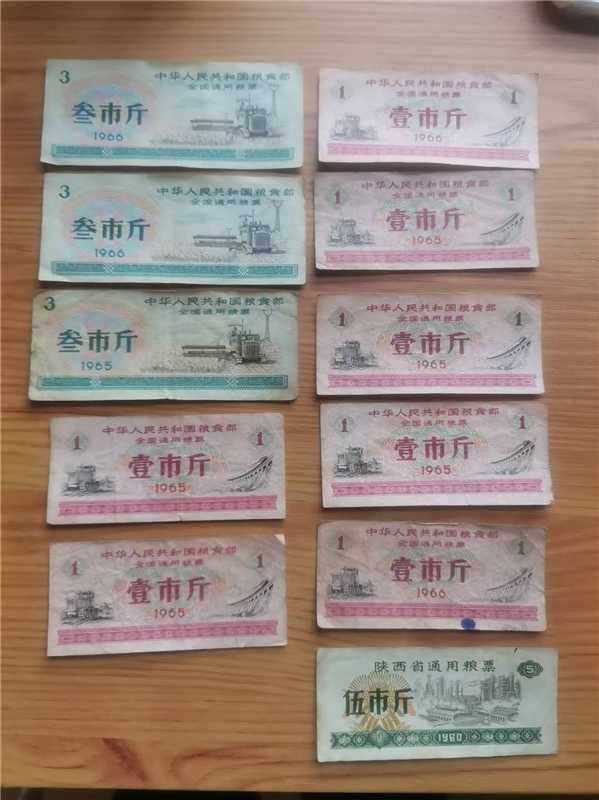 3
中华人民共和国粮食部
全国通用粮票
叁市斤
1966
3
中华人民共和国粮食部
全国通用粮票
叁市斤
1966
3
中华人民共和国粮食部
全国通用粮票
叁市斤
1965
中华人民共和国粮食部
1 全国通用粮票 1
壹市斤
1965
中华人民共和国粮食部
1 全国通用粮票 1
壹市斤
1965
中华人民共和国粮食部
1 全国通用粮票 1
壹市斤
1966
中华人民共和国粮食部
1 全国通用粮票 1
壹市斤
1965
中华人民共和国粮食部
1 全国通用粮票 1
壹市斤
1965
中华人民共和国粮食部
1 全国通用粮票 1
壹市斤
1965
中华人民共和国粮食部
1 全国通用粮票 1
壹市斤
1966
陕西省通用粮票 5
伍市斤
1980